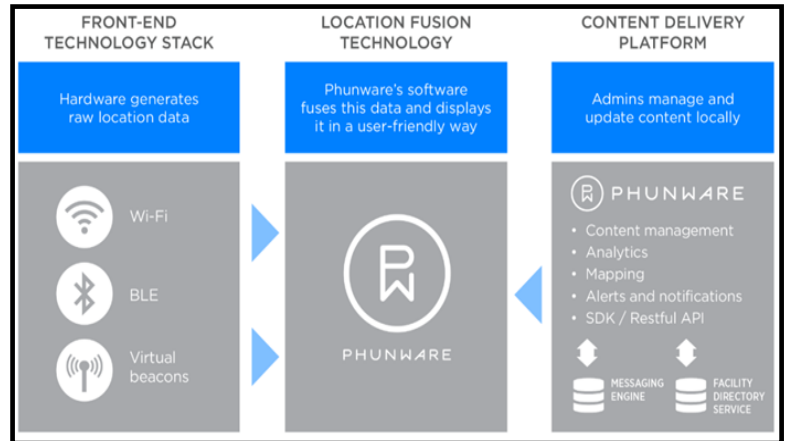 FRONT-END
TECHNOLOGY STACK
Hardware generates
raw location data
Wi-Fi
BLE
Virtual
beacons
LOCATION FUSION
TECHNOLOGY
Phunware's software
fuses this data and displays
it in a user-friendly way
PHUNWARE
CONTENT DELIVERY
PLATFORM
Admins manage and
update content locally
PHUNWARE
• Content management
• Analytics
• Mapping
• Alerts and notifications
• SDK / Restful API
MESSAGING
ENGINE
FACILITY
DIRECTORY
SERVICE